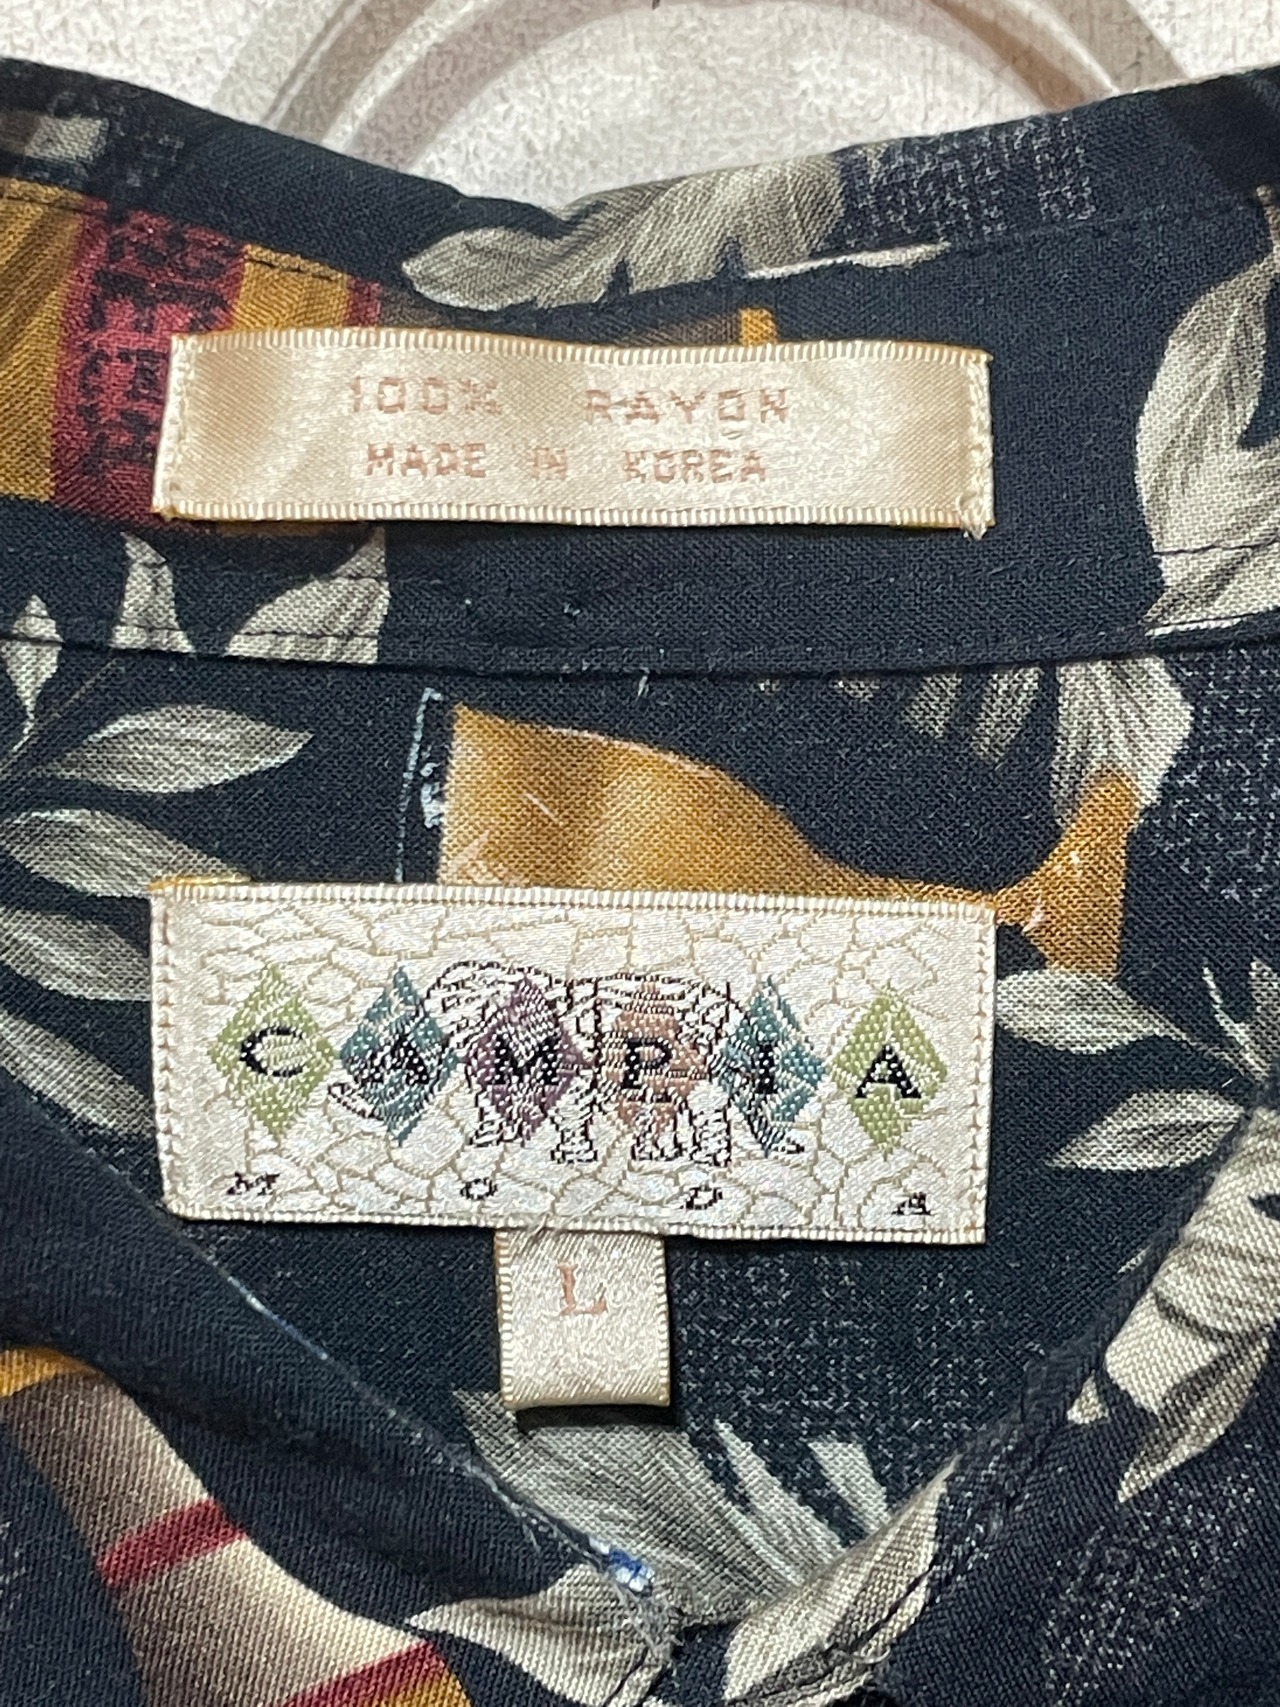 100% RAYON
MADE IN KOREA
CAMPIA
MODA
L